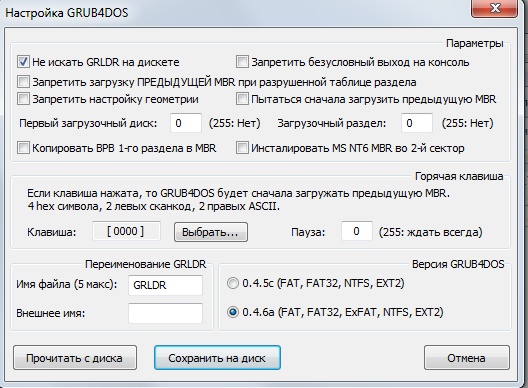 Настройка GRUB4DOS
Параметры
Не искать GRLDR на дискете
Запретить безусловный выход на консоль
Запретить загрузку ПРЕДЫДУЩЕЙ MBR при разрушенной таблице раздела
Запретить настройку геометрии
Пытаться сначала загрузить предыдущую MBR
Первый загрузочный диск: 0 (255: Нет) Загрузочный раздел: 0 (255: Нет)
Копировать BPB 1-го раздела в MBR
Инсталировать MS NT6 MBR во 2-й сектор
Горячая клавиша
Если клавиша нажата, то GRUB4DOS будет сначала загружать предыдущую MBR.
4 hex символа, 2 левых сканкод, 2 правых ASCII.
Клавиша: [ 0000 ] Выбрать... Пауза: 0 (255: ждать всегда)
Переименование GRLDR
Имя файла (5 макс): GRLDR
Внешнее имя:
Версия GRUB4DOS
0.4.5c (FAT, FAT32, NTFS, EXT2)
0.4.6a (FAT, FAT32, ExFAT, NTFS, EXT2)
Прочитать с диска Сохранить на диск Отмена